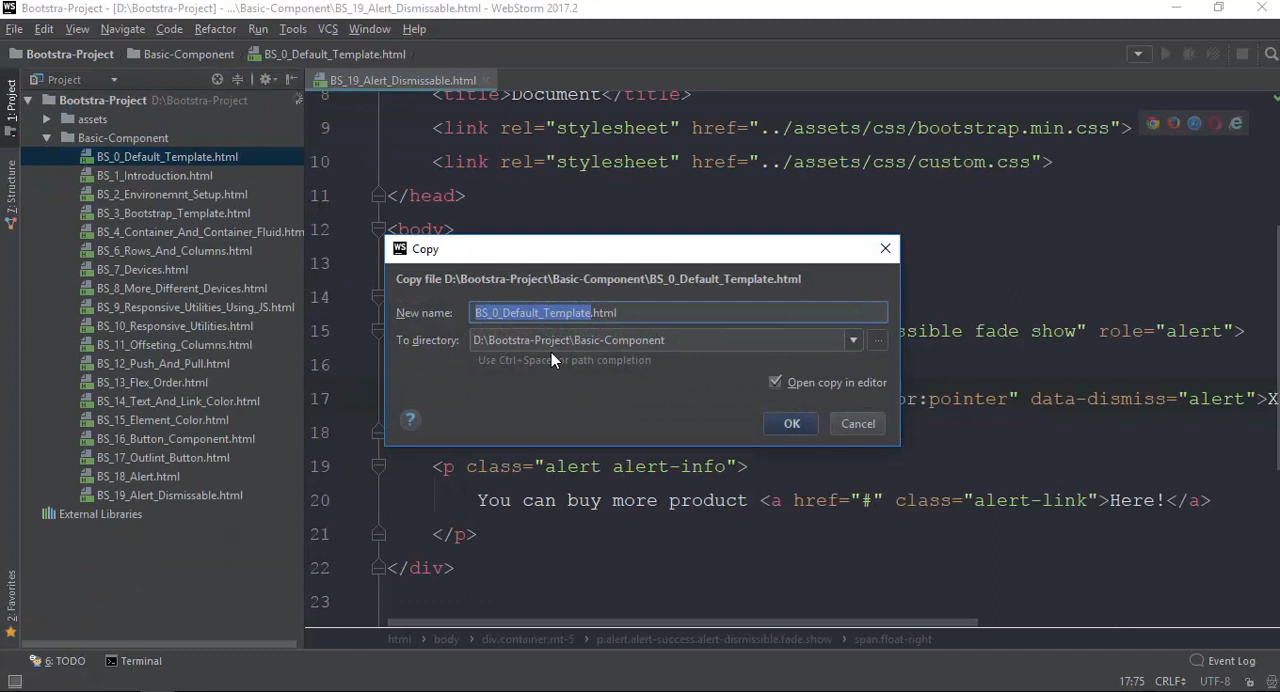 WS Bootstra-Project - [D:\Bootstra-Project] - ...\Basic-Component\BS_19_Alert_Dismissable.html - WebStorm 2017.2
File Edit View Navigate Code Refactor Run Tools VCS Window Help
Bootstra-Project Basic-Component BS_0_Default_Template.html
1: Project
Project
BS_19_Alert_Dismissable.html
Bootstra-Project D:\Bootstra-Project
assets
Basic-Component
BS_0_Default_Template.html
BS_1_Introduction.html
BS_2_Environemnt_Setup.html
BS_3_Bootstrap_Template.html
BS_4_Container_And_Container_Fluid.htm
BS_6_Rows_And_Columns.html
BS_7_Devices.html
BS_8_More_Different_Devices.html
BS_9_Responsive_Utilities_Using_JS.html
BS_10_Responsive_Utilities.html
BS_11_Offseting_Columns.html
BS_12_Push_And_Pull.html
BS_13_Flex_Order.html
BS_14_Text_And_Link_Color.html
BS_15_Element_Color.html
BS_16_Button_Component.html
BS_17_Outlint_Button.html
BS_18_Alert.html
BS_19_Alert_Dismissable.html
External Libraries
7: Structure
2: Favorites
8 <title>Document</title>
9 <link rel="stylesheet" href="../assets/css/bootstrap.min.css">
10 <link rel="stylesheet" href="../assets/css/custom.css">
11 </head>
12 <body>
13
14
15 ssible fade show" role="alert">
16
17 or:pointer" data-dismiss="alert">X
18
19 <p class="alert alert-info">
20 You can buy more product <a href="#" class="alert-link">Here!</a>
21 </p>
22 </div>
23
WS Copy
Copy file D:\Bootstra-Project\Basic-Component\BS_0_Default_Template.html
New name: BS_0_Default_Template.html
To directory: D:\Bootstra-Project\Basic-Component
...
Use Ctrl+Space for path completion
Open copy in editor
? OK Cancel
html body div.container.mt-5 p.alert.alert-success.alert-dismissible.fade.show span.float-right
6: TODO Terminal Event Log
17:75 CRLF UTF-8